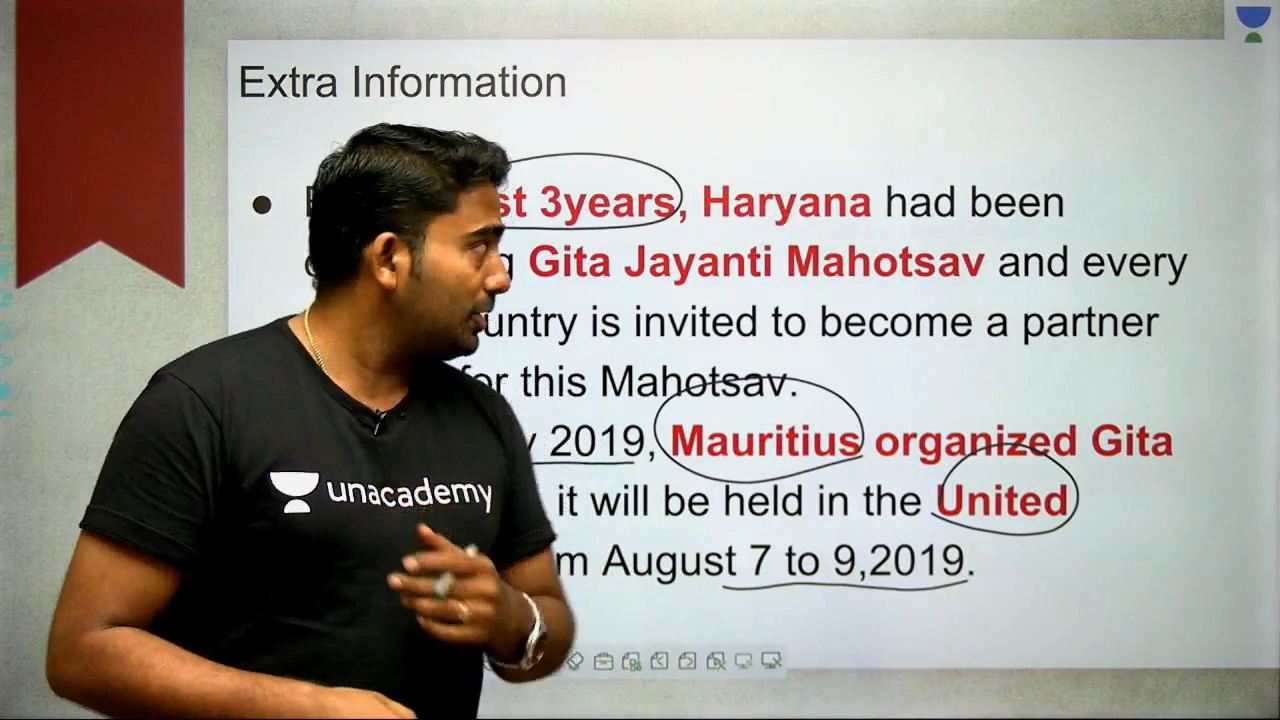 Extra Information
st 3years, Haryana had been
Gita Jayanti Mahotsav and every
untry is invited to become a partner
for this Mahotsav.
2019, Mauritius organized Gita
it will be held in the United
m August 7 to 9,2019.
unacademy